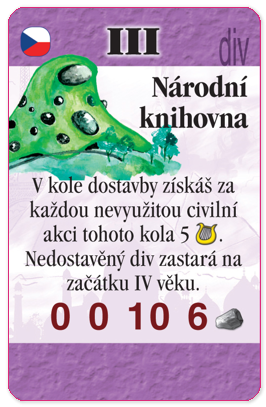 III
div
Národní
knihovna
V kole dostavby získáš za
každou nevyužitou civilní
akci tohoto kola 5 .
Nedostavěný div zastará na
začátku IV věku.
0 0 10 6